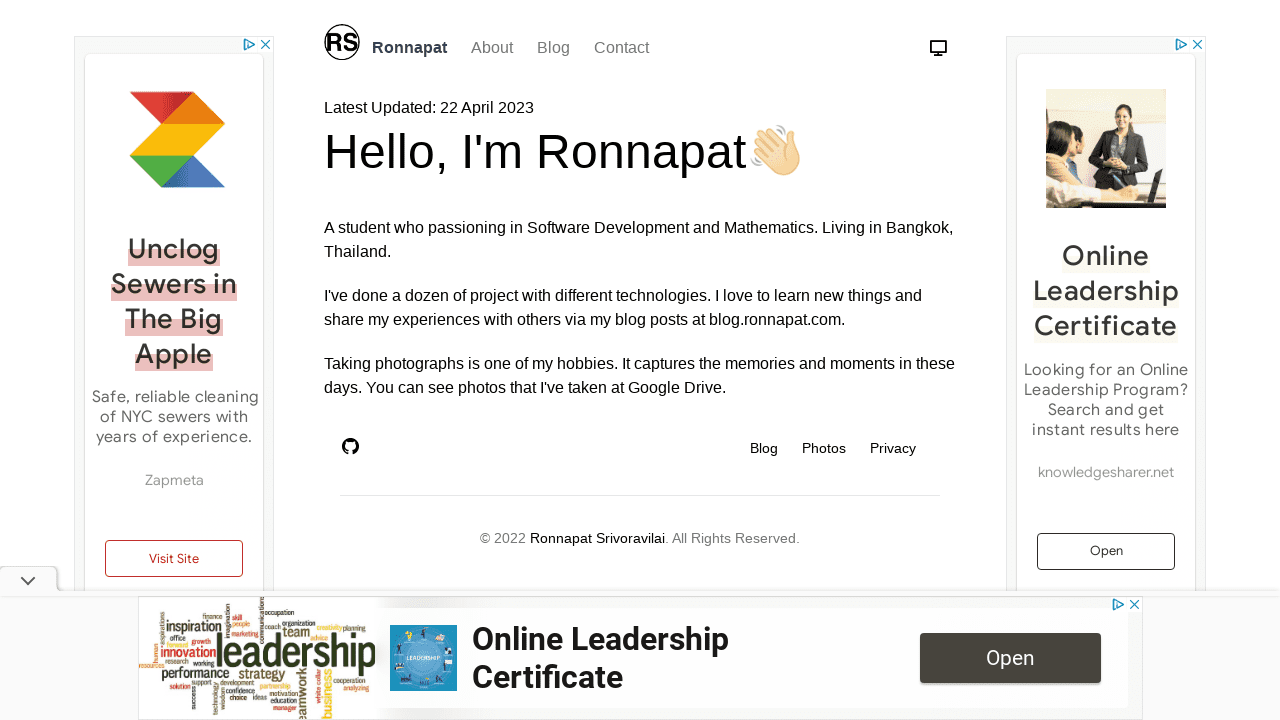 RS Ronnapat About Blog Contact
Latest Updated: 22 April 2023
Hello, I'm Ronnapat
A student who passioning in Software Development and Mathematics. Living in Bangkok,
Thailand.
I've done a dozen of project with different technologies. I love to learn new things and
share my experiences with others via my blog posts at blog.ronnapat.com.
Taking photographs is one of my hobbies. It captures the memories and moments in these
days. You can see photos that I've taken at Google Drive.
Blog Photos Privacy
© 2022 Ronnapat Srivoravilai. All Rights Reserved.
Unclog
Sewers in
The Big
Apple
Safe, reliable cleaning
of NYC sewers with
years of experience.
Zapmeta
Visit Site
Online
Leadership
Certificate
Looking for an Online
Leadership Program?
Search and get
instant results here
knowledgesharer.net
Open
inspiration
team
innovation
leadership
performance
strategy
teamwork
business
LEADERSHIP
Online Leadership
Certificate
Open